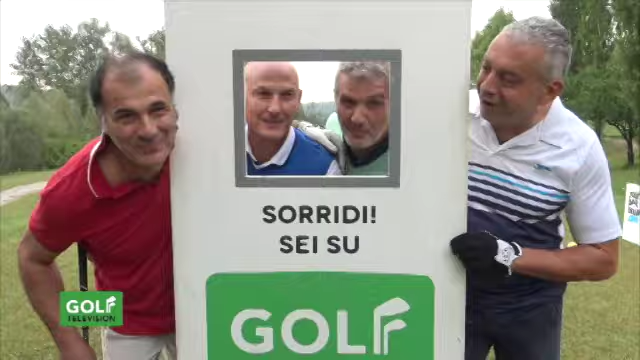 SORRIDI!
SEI SU
GOLF
GOLF
TELEVISION